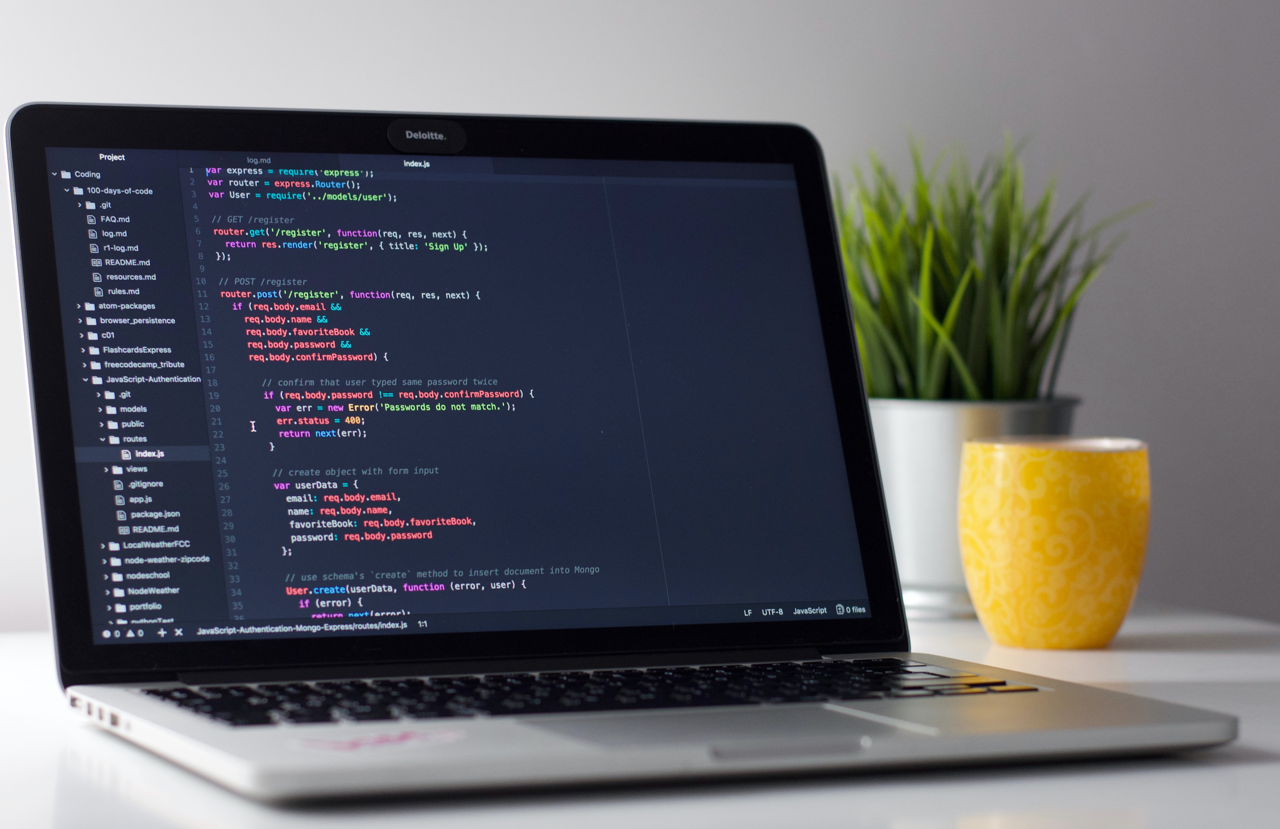 Deloitte.
Project
Coding
100-days-of-code
.git
FAQ.md
log.md
r1-log.md
README.md
resources.md
rules.md
atom-packages
browser_persistence
c01
FlashcardsExpress
freecodecamp_tribute
JavaScript-Authentication
.git
models
public
routes
index.js
views
.gitignore
app.js
package.json
README.md
LocalWeatherFCC
node-weather-zipcode
nodeschool
NodeWeather
portfolio
pythonTest
log.md
index.js
1 var express = require('express');
2 var router = express.Router();
3 var User = require('../models/user');
4
5 // GET /register
6 router.get('/register', function(req, res, next) {
7 return res.render('register', { title: 'Sign Up' });
8 });
9
10 // POST /register
11 router.post('/register', function(req, res, next) {
12 if (req.body.email &&
13 req.body.name &&
14 req.body.favoriteBook &&
15 req.body.password &&
16 req.body.confirmPassword) {
17
18 // confirm that user typed same password twice
19 if (req.body.password !== req.body.confirmPassword) {
20 var err = new Error('Passwords do not match.');
21 err.status = 400;
22 return next(err);
23 }
24
25 // create object with form input
26 var userData = {
27 email: req.body.email,
28 name: req.body.name,
29 favoriteBook: req.body.favoriteBook,
30 password: req.body.password
31 };
32
33 // use schema's `create` method to insert document into Mongo
34 User.create(userData, function (error, user) {
35 if (error) {
36 return next(error);
0 0 JavaScript-Authentication-Mongo-Express/routes/index.js 1:1 LF UTF-8 JavaScript 0 files